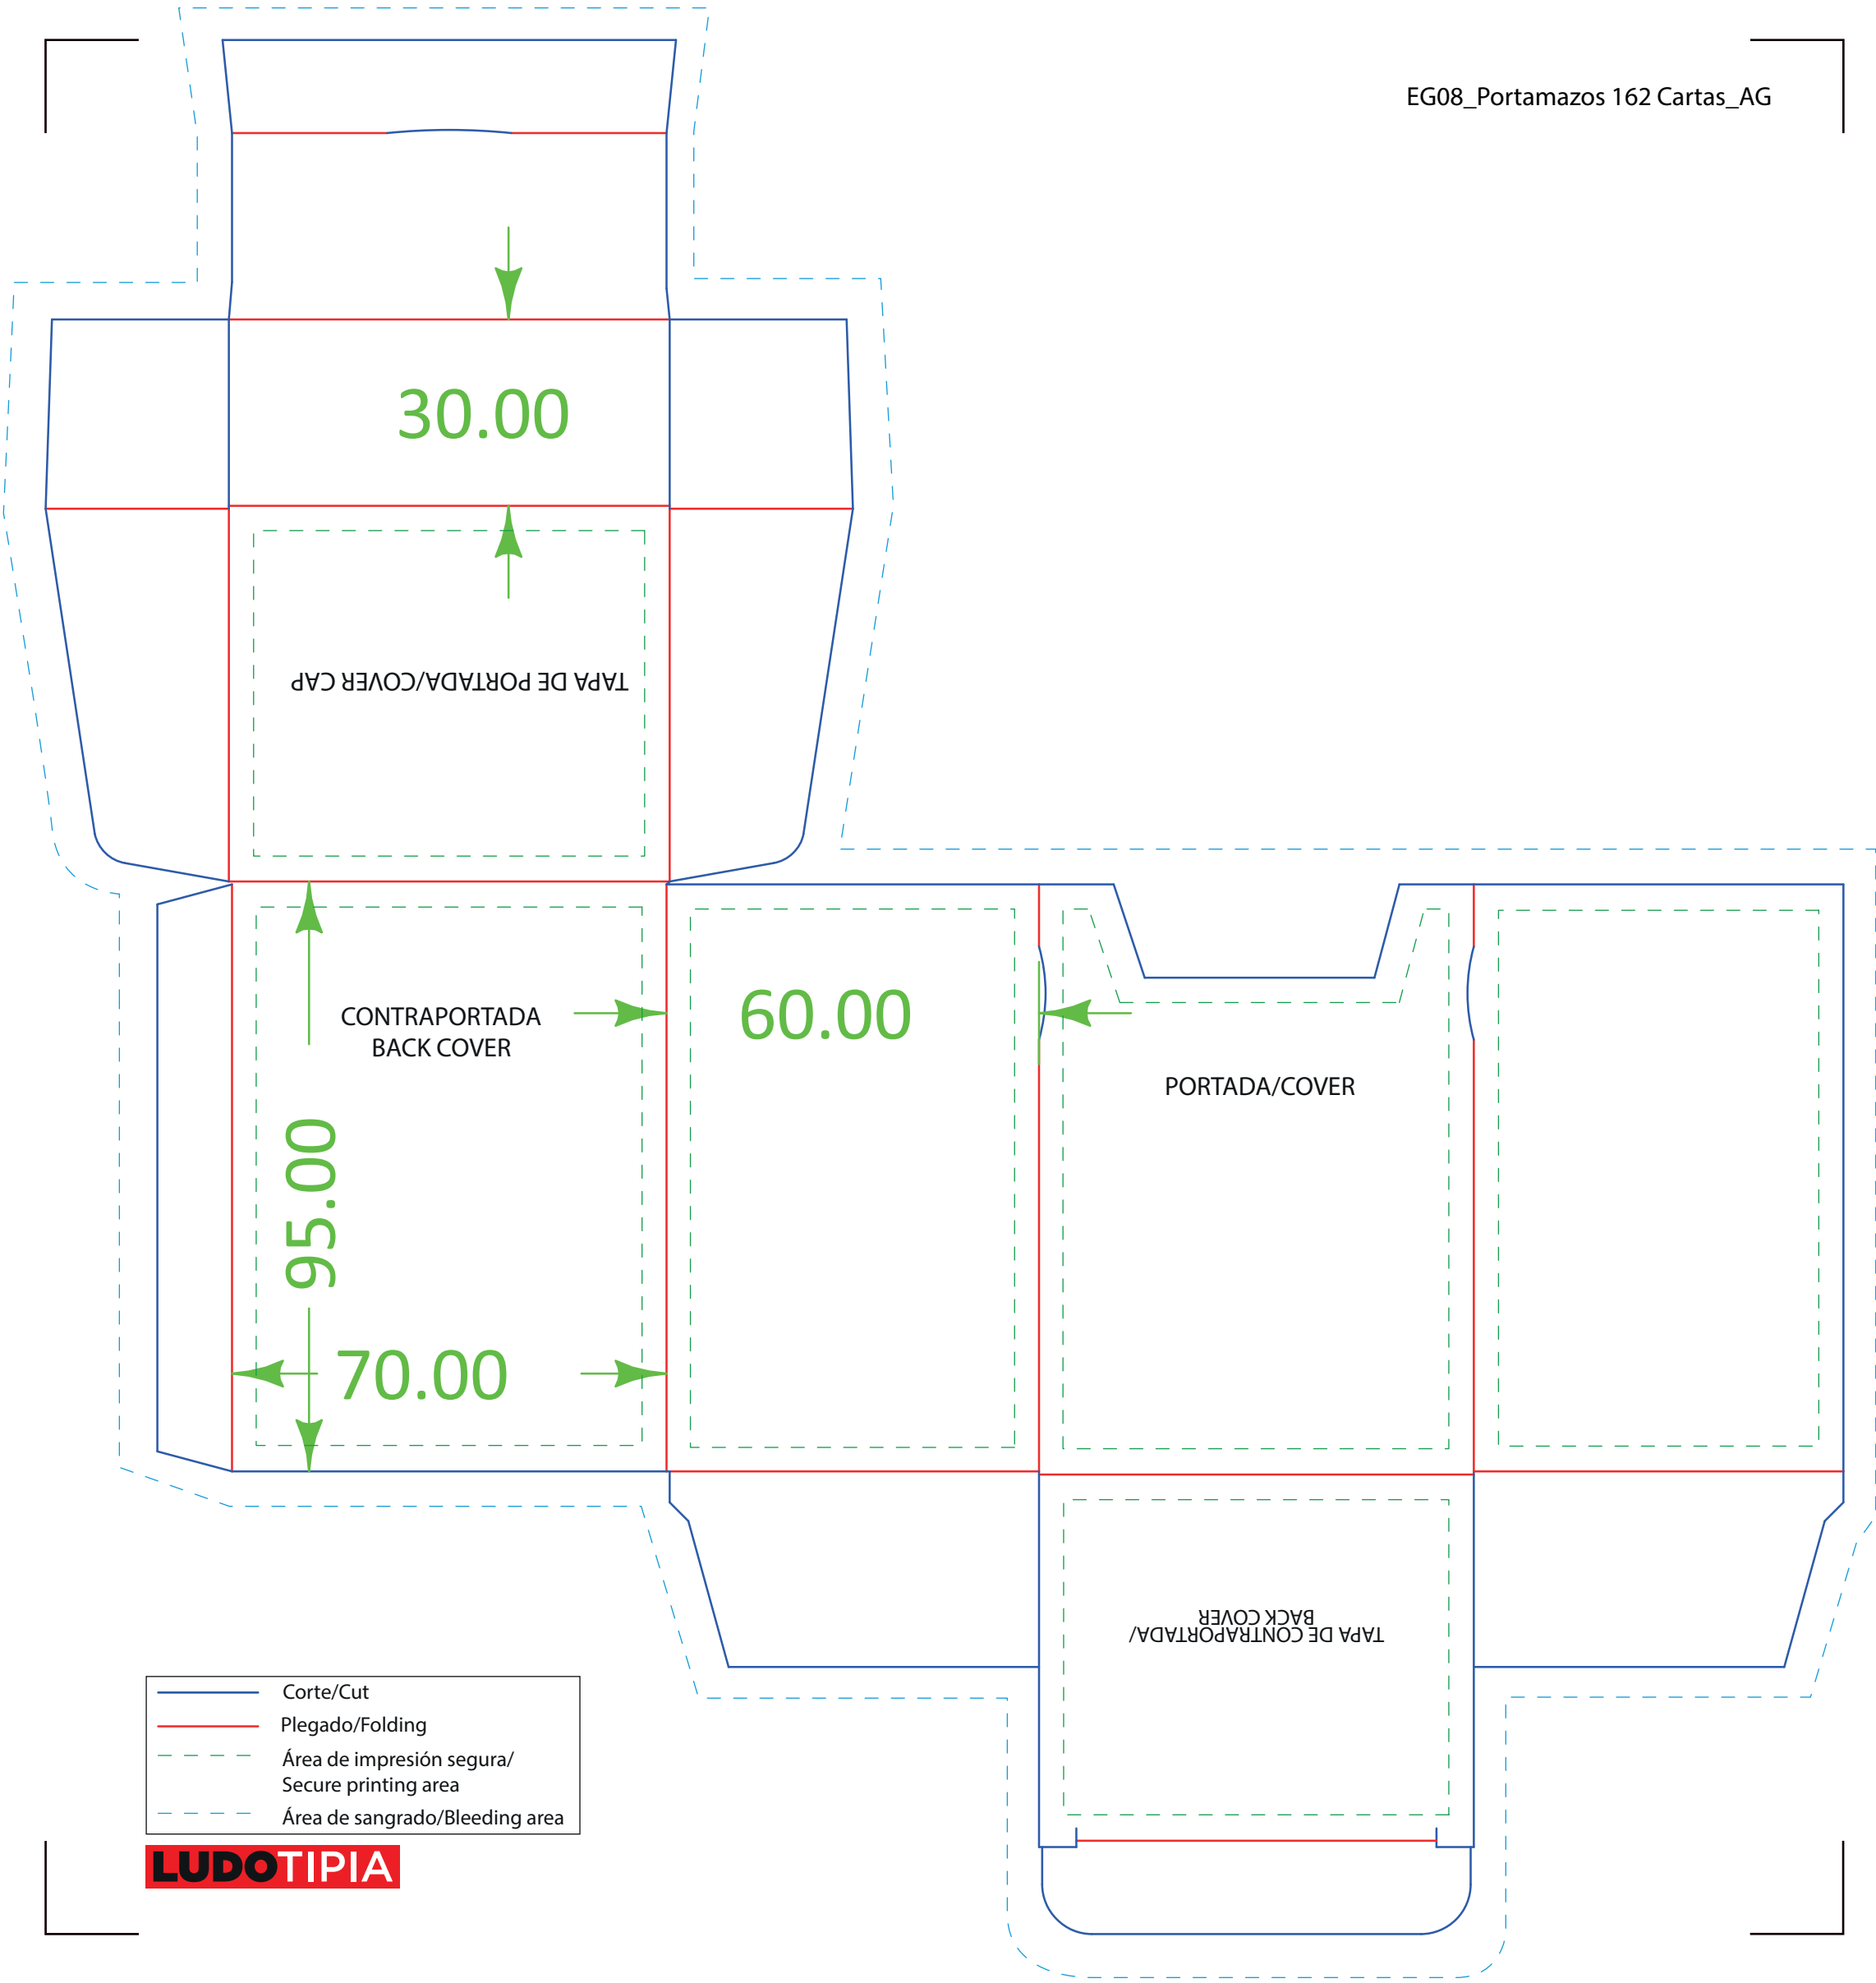 EG08_Portamazos 162 Cartas_AG
30.00
TAPA DE PORTADA/COVER CAP
CONTRAPORTADA
BACK COVER
60.00
PORTADA/COVER
95.00
70.00
TAPA DE CONTRAPORTADA/
BACK COVER
Corte/Cut
Plegado/Folding
Área de impresión segura/
Secure printing area
Área de sangrado/Bleeding area
LUDOTIPIA